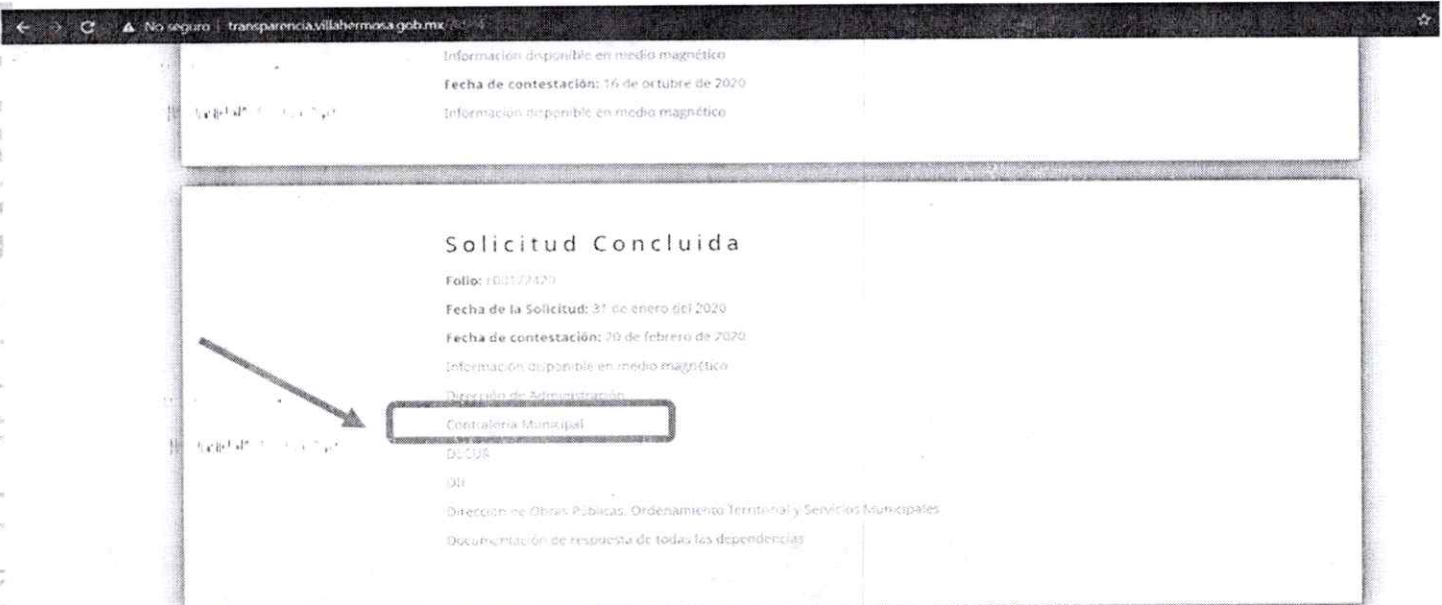 No seguro | transparencia.villahermosa.gob.mx
Información disponible en medio magnético
Fecha de contestación: 16 de octubre de 2020
Información disponible en medio magnético
Solicitud Concluida
Folio:
Fecha de la Solicitud: 31 de enero del 2020
Fecha de contestación: 20 de febrero de 2020
Información disponible en medio magnético
Dirección de Administración
Contraloría Municipal
DECUR
DIF
Dirección de Obras Públicas, Ordenamiento Territorial y Servicios Municipales
Documentación de respuesta de todas las dependencias